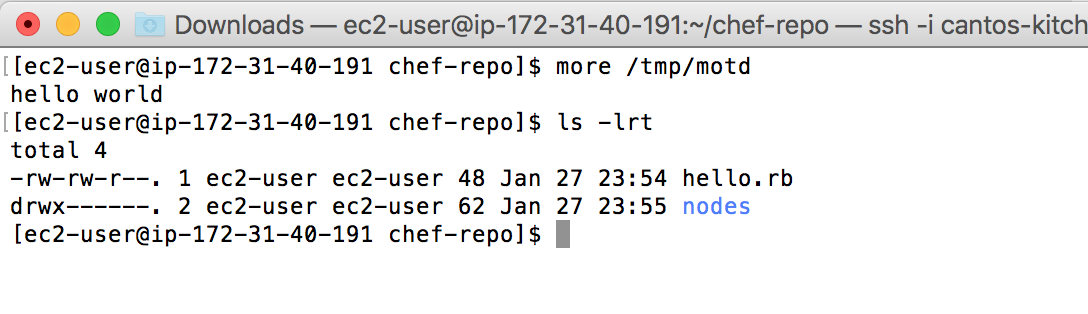 Downloads — ec2-user@ip-172-31-40-191:~/chef-repo — ssh -i cantos-kitch
[[ec2-user@ip-172-31-40-191 chef-repo]$ more /tmp/motd
hello world
[[ec2-user@ip-172-31-40-191 chef-repo]$ ls -lrt
total 4
-rw-rw-r--. 1 ec2-user ec2-user 48 Jan 27 23:54 hello.rb
drwx------. 2 ec2-user ec2-user 62 Jan 27 23:55 nodes
[ec2-user@ip-172-31-40-191 chef-repo]$